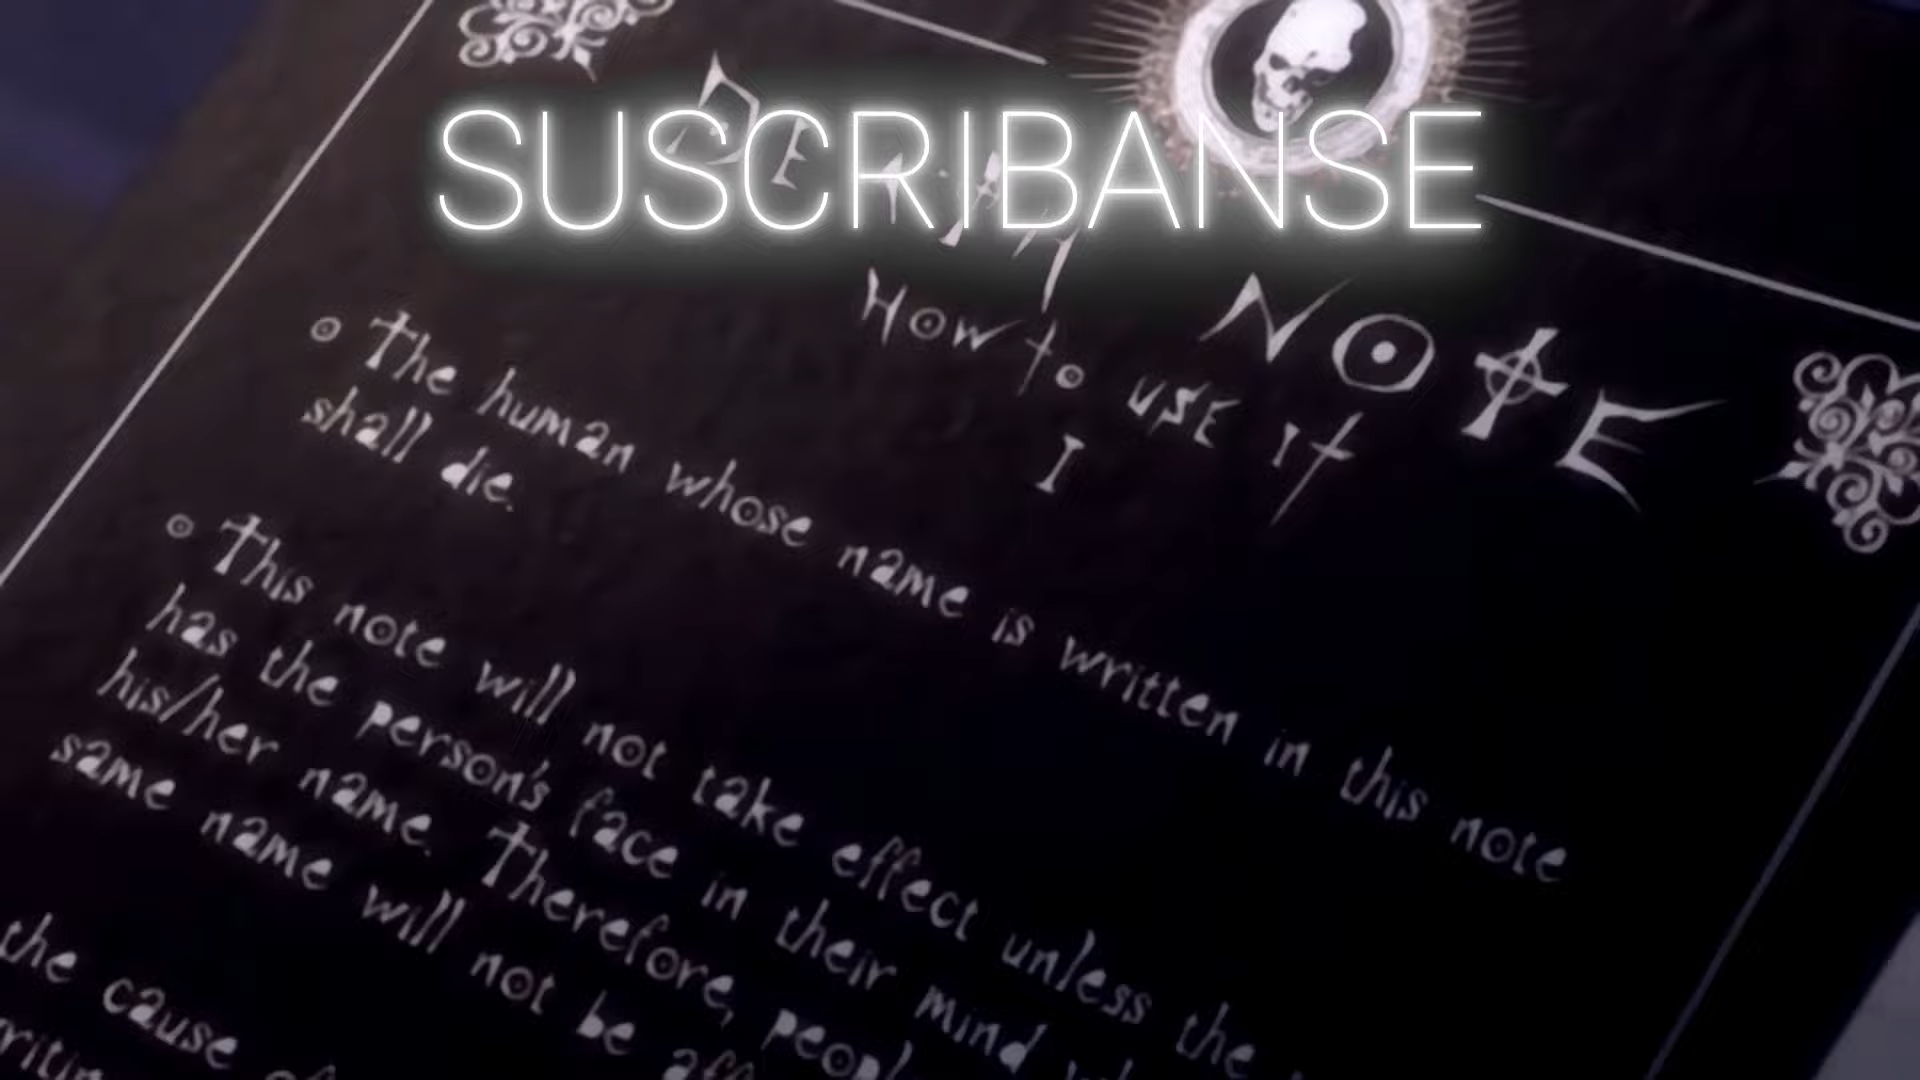 SUSCRIBANSE
DEATH NOTE
How to USE It
I
The human whose name is written in this note
shall die.
This note will not take effect unless the
has the person's face in their mind
his/her name. Therefore,
same name will not be
the cause